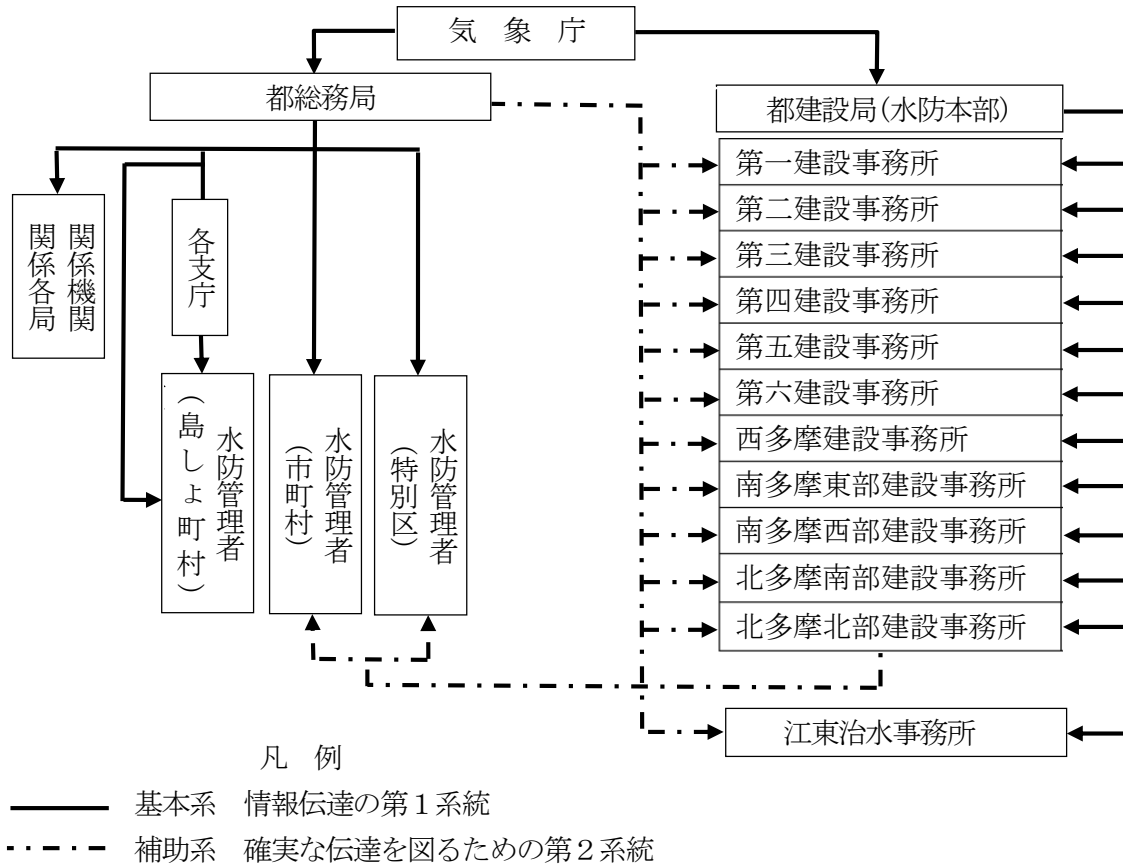 気象庁
都総務局
都建設局(水防本部)
第一建設事務所
第二建設事務所
第三建設事務所
第四建設事務所
第五建設事務所
第六建設事務所
西多摩建設事務所
南多摩東部建設事務所
南多摩西部建設事務所
北多摩南部建設事務所
北多摩北部建設事務所
江東治水事務所
関係機関
関係各局
各支庁
水防管理者
(島しょ町村)
水防管理者
(市町村)
水防管理者
(特別区)
凡例
基本系 情報伝達の第1系統
補助系 確実な伝達を図るための第2系統